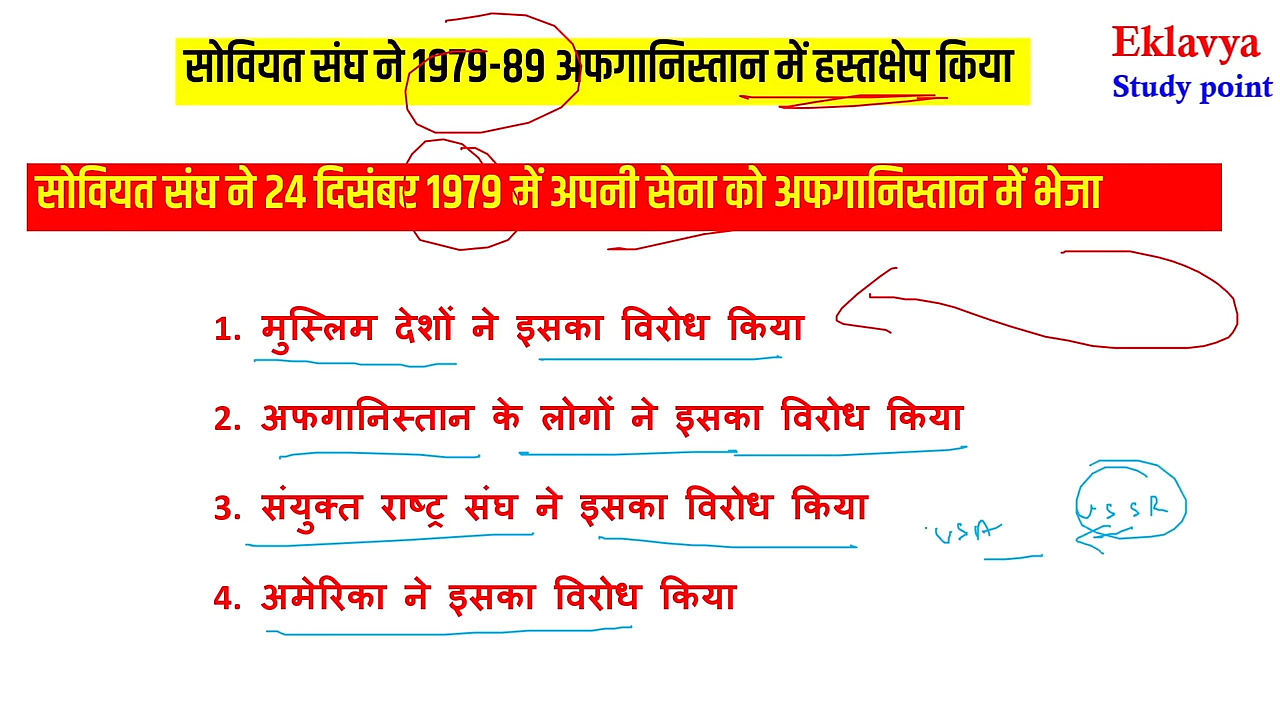 सोवियत संघ ने 1979-89 अफगानिस्तान में हस्तक्षेप किया
Eklavya
Study point
सोवियत संघ ने 24 दिसंबर 1979 में अपनी सेना को अफगानिस्तान में भेजा
1. मुस्लिम देशों ने इसका विरोध किया
2. अफगानिस्तान के लोगों ने इसका विरोध किया
3. संयुक्त राष्ट्र संघ ने इसका विरोध किया
USA
USSR
4. अमेरिका ने इसका विरोध किया